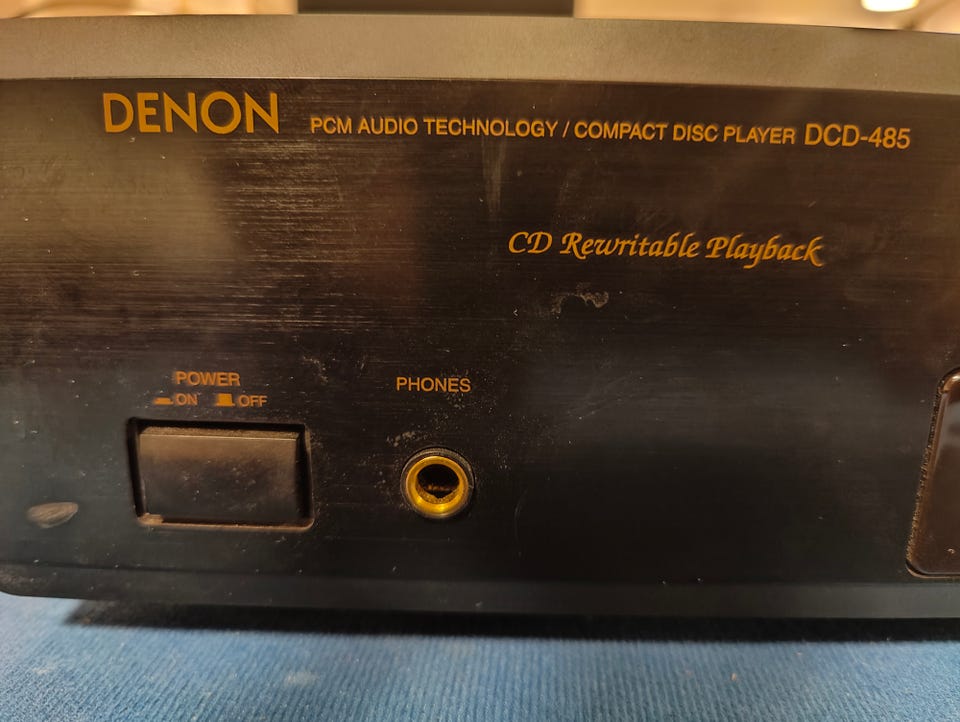 DENON PCM AUDIO TECHNOLOGY / COMPACT DISC PLAYER DCD-485
CD Rewritable Playback
POWER
ON OFF
PHONES